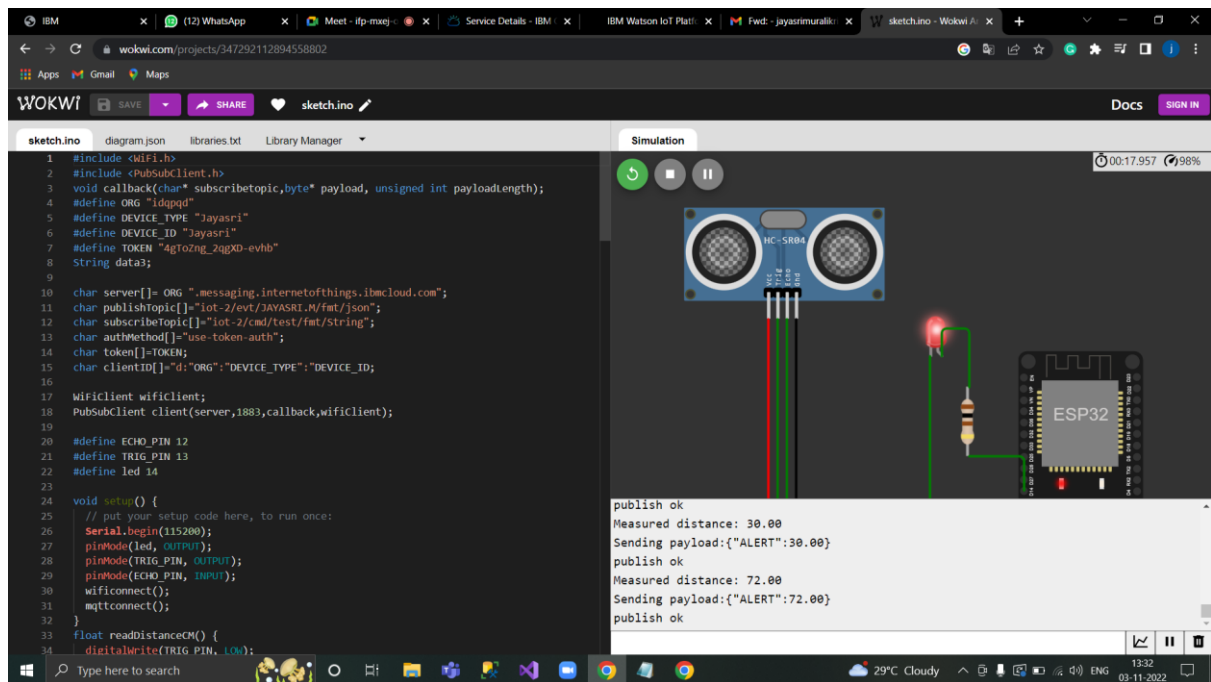 IBM
(12) WhatsApp
Meet - ifp-mxej-c
Service Details - IBM C
IBM Watson IoT Platf
Fwd: - jayasrimuralikri
sketch.ino - Wokwi A
wokwi.com/projects/347292112894558802
Apps
Gmail
Maps
WOKWI
SAVE
SHARE
sketch.ino
Docs
SIGN IN
sketch.ino
diagram.json
libraries.txt
Library Manager
Simulation
1 #include <WiFi.h>
2 #include <PubSubClient.h>
3 void callback(char* subscribetopic,byte* payload, unsigned int payloadLength);
4 #define ORG "idqpqd"
5 #define DEVICE_TYPE "Jayasri"
6 #define DEVICE_ID "Jayasri"
7 #define TOKEN "4gToZng_2qgXD-evhb"
8 String data3;
9
10 char server[]= ORG ".messaging.internetofthings.ibmcloud.com";
11 char publishTopic[]="iot-2/evt/JAYASRI.M/fmt/json";
12 char subscribeTopic[]="iot-2/cmd/test/fmt/String";
13 char authMethod[]="use-token-auth";
14 char token[]=TOKEN;
15 char clientID[]="d:"ORG":"DEVICE_TYPE":"DEVICE_ID;
16
17 WiFiClient wifiClient;
18 PubSubClient client(server,1883,callback,wifiClient);
19
20 #define ECHO_PIN 12
21 #define TRIG_PIN 13
22 #define led 14
23
24 void setup() {
25 // put your setup code here, to run once:
26 Serial.begin(115200);
27 pinMode(led, OUTPUT);
28 pinMode(TRIG_PIN, OUTPUT);
29 pinMode(ECHO_PIN, INPUT);
30 wificonnect();
31 mqttconnect();
32 }
33 float readDistanceCM() {
34 digitalWrite(TRIG_PIN, LOW);
00:17.957
98%
HC-SR04
Vcc
Trig
Echo
Gnd
ESP32
publish ok
Measured distance: 30.00
Sending payload:{"ALERT":30.00}
publish ok
Measured distance: 72.00
Sending payload:{"ALERT":72.00}
publish ok
Type here to search
29°C Cloudy
ENG
13:32
03-11-2022